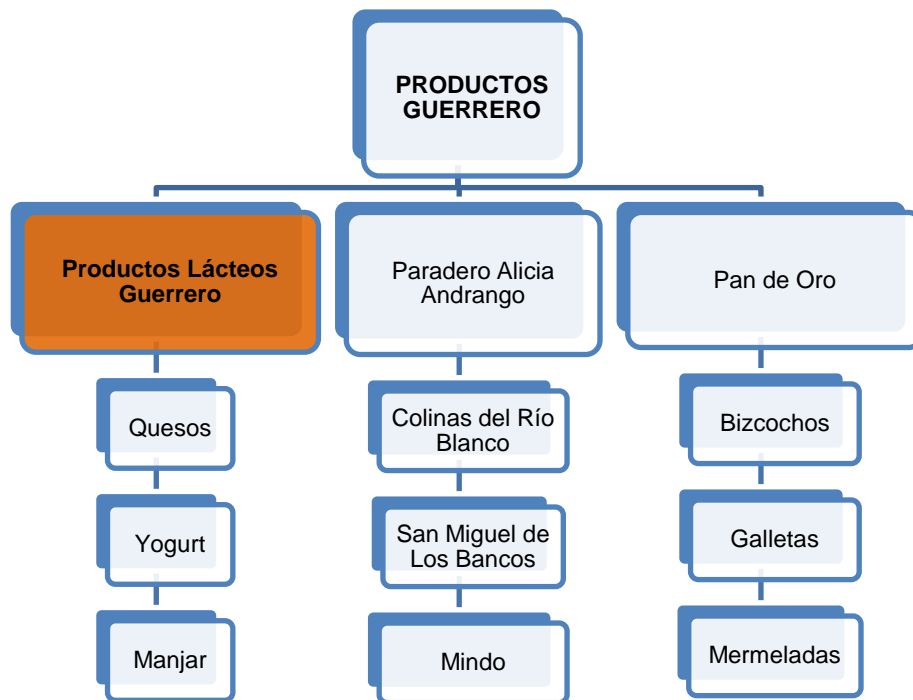 PRODUCTOS
GUERRERO
Productos Lácteos
Guerrero
Paradero Alicia
Andrango
Pan de Oro
Quesos
Colinas del Río
Blanco
Bizcochos
Yogurt
San Miguel de
Los Bancos
Galletas
Manjar
Mindo
Mermeladas